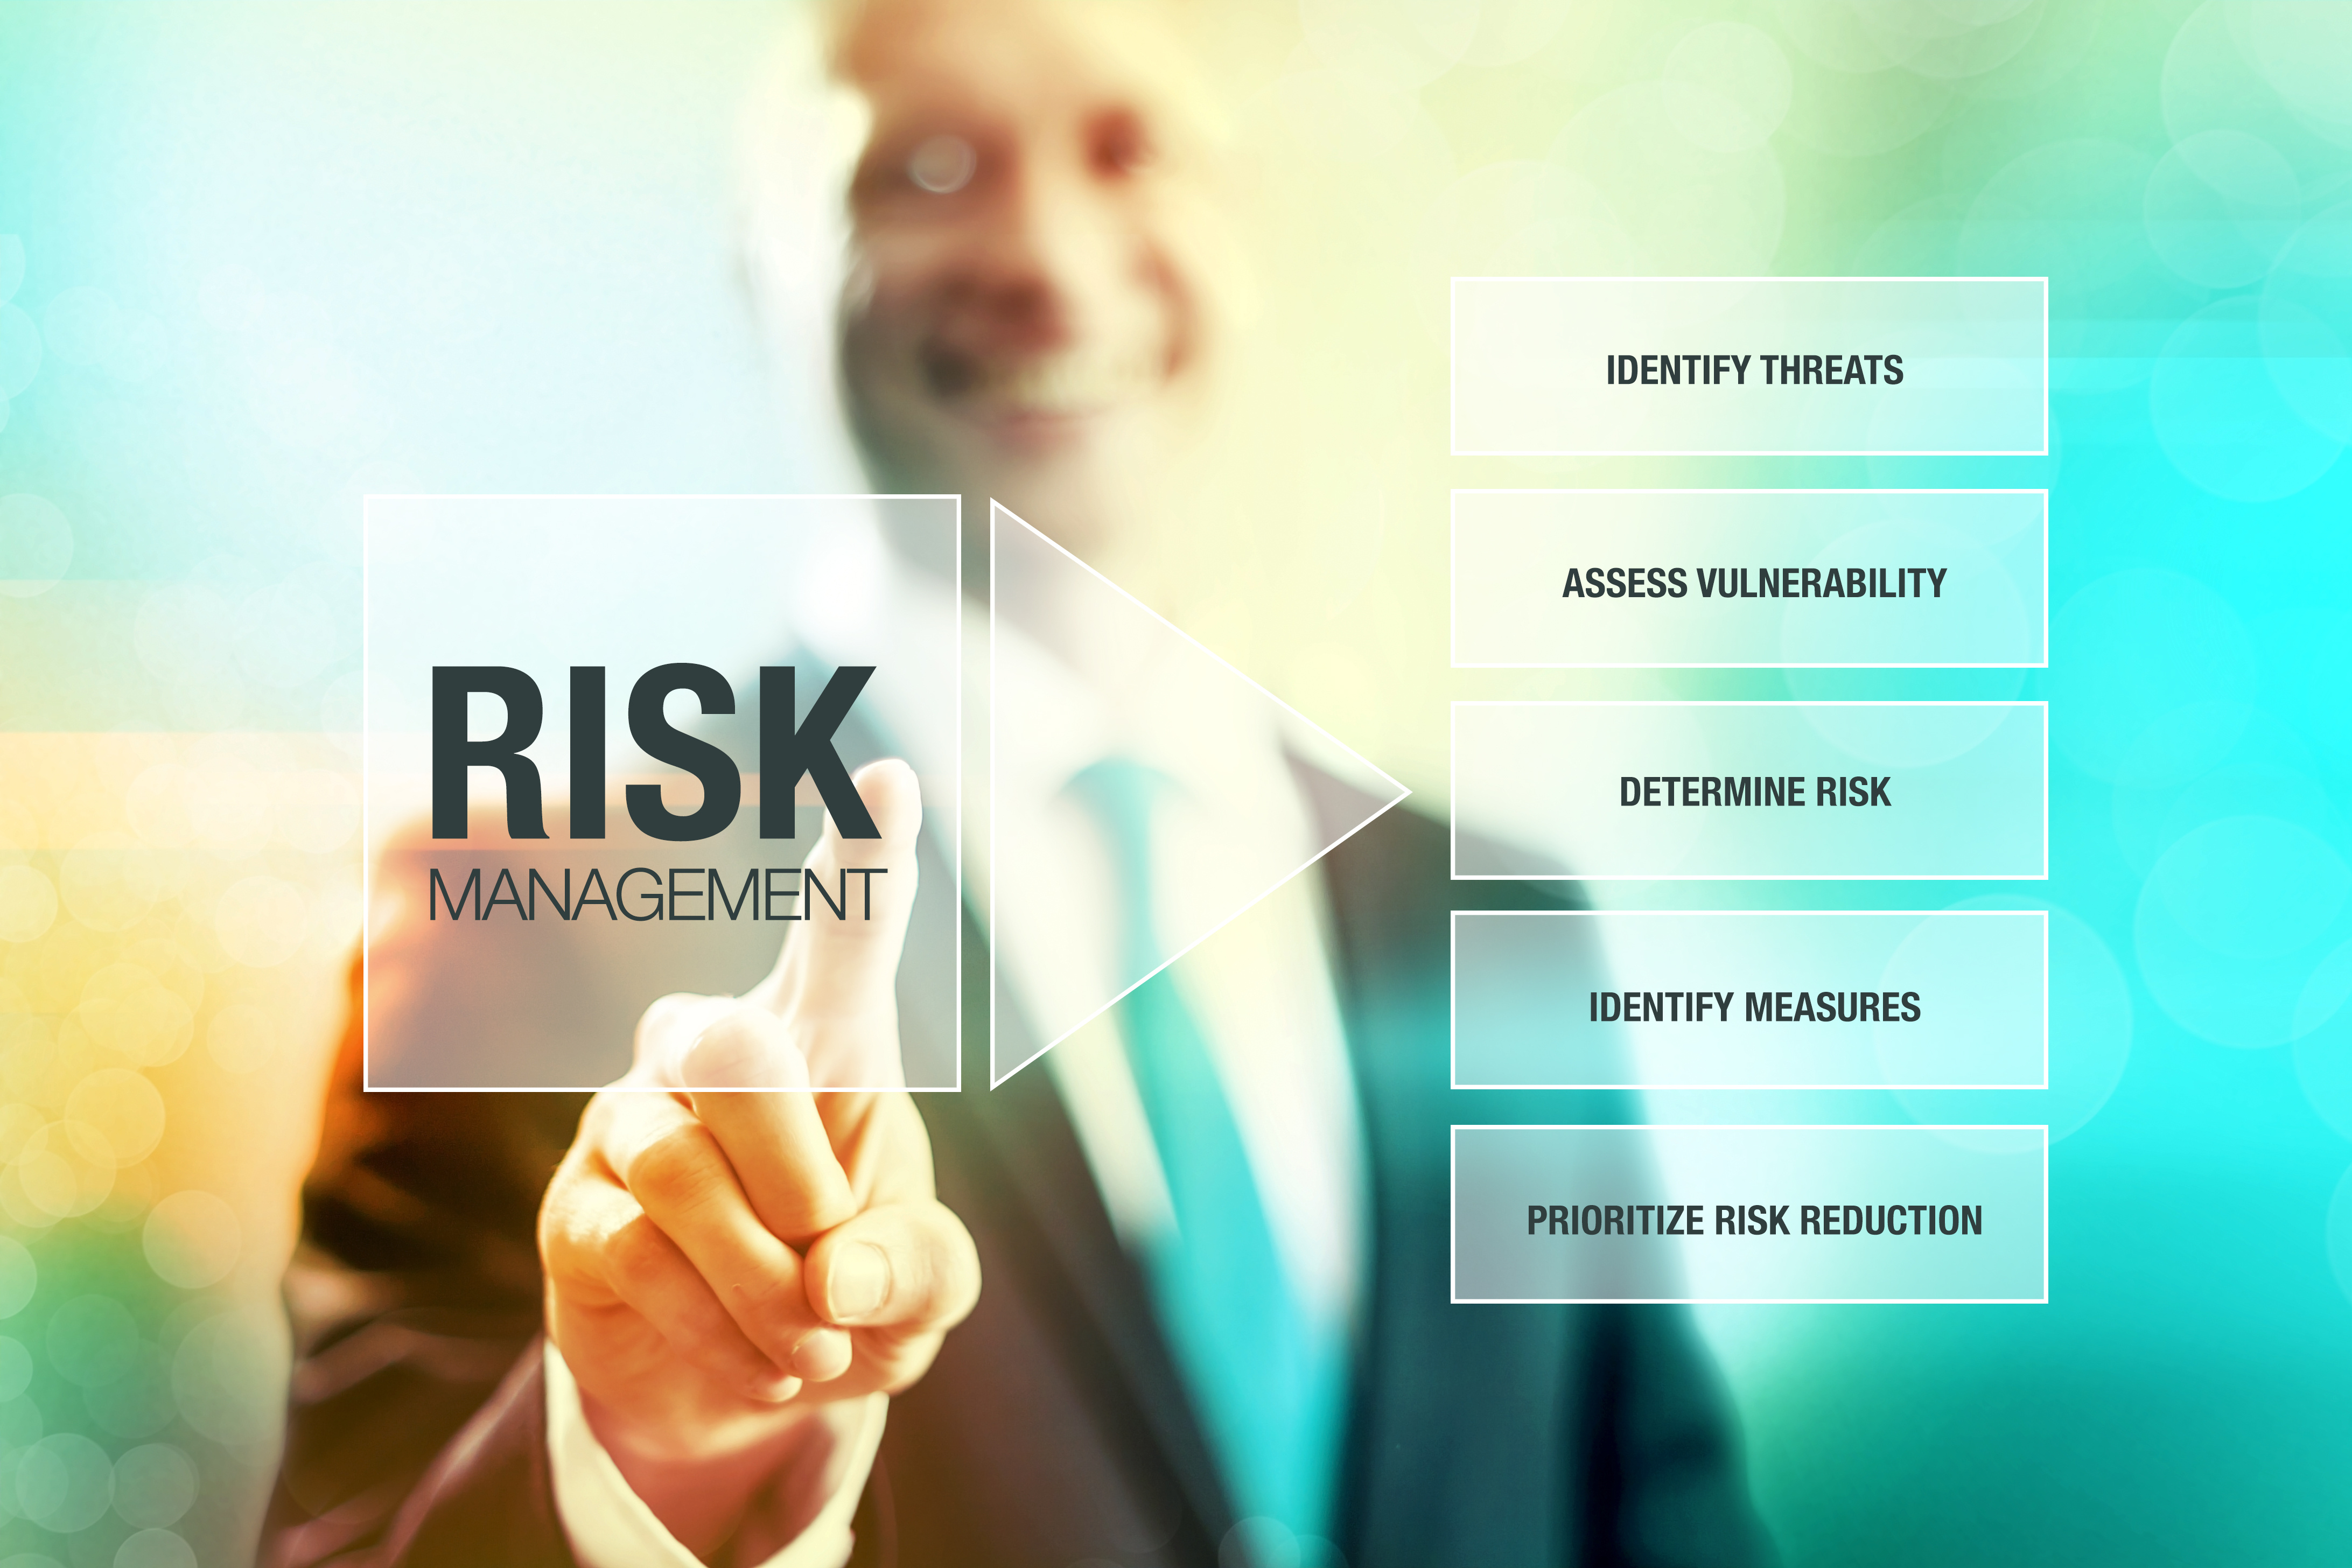 RISK
MANAGEMENT
IDENTIFY THREATS
ASSESS VULNERABILITY
DETERMINE RISK
IDENTIFY MEASURES
PRIORITIZE RISK REDUCTION